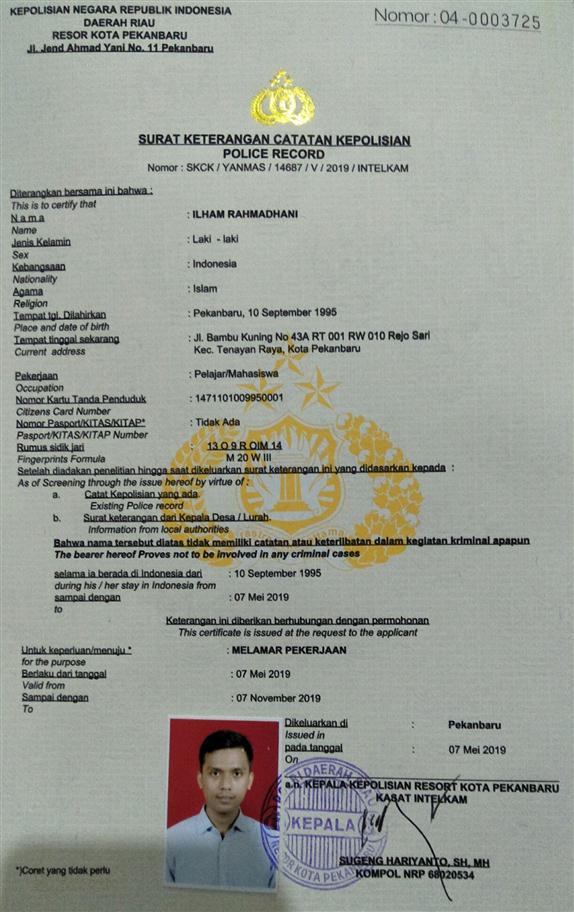 KEPOLISIAN NEGARA REPUBLIK INDONESIA
DAERAH RIAU
RESOR KOTA PEKANBARU
Jl. Jend Ahmad Yani No. 11 Pekanbaru
Nomor: 04-0003725
SURAT KETERANGAN CATATAN KEPOLISIAN
POLICE RECORD
Nomor : SKCK / YANMAS / 14687 / V / 2019 / INTELKAM
Diterangkan bersama ini bahwa :
This is to certify that
N a m a : ILHAM RAHMADHANI
Name
Jenis Kelamin : Laki - laki
Sex
Kebangsaan : Indonesia
Nationality
Agama : Islam
Religion
Tempat tgl. Dilahirkan : Pekanbaru, 10 September 1995
Place and date of birth
Tempat tinggal sekarang : Jl. Bambu Kuning No 43A RT 001 RW 010 Rejo Sari
Current address Kec. Tenayan Raya, Kota Pekanbaru
Pekerjaan : Pelajar/Mahasiswa
Occupation
Nomor Kartu Tanda Penduduk : 1471101009950001
Citizens Card Number
Nomor Pasport/KITAS/KITAP* : Tidak Ada
Pasport/KITAS/KITAP Number
Rumus sidik jari : 13 O 9 R OIM 14
Fingerprints Formula M 20 W III
Setelah diadakan penelitian hingga saat dikeluarkan surat keterangan ini yang didasarkan kepada :
As of Screening through the issue hereof by virtue of :
a. Catat Kepolisian yang ada.
Existing Police record
b. Surat keterangan dari Kepala Desa / Lurah.
Information from local authorities
Bahwa nama tersebut diatas tidak memiliki catatan atau keterlibatan dalam kegiatan kriminal apapun
The bearer hereof Proves not to be involved in any criminal cases
selama ia berada di Indonesia dari : 10 September 1995
during his / her stay in Indonesia from
sampai dengan : 07 Mei 2019
to
Keterangan ini diberikan berhubungan dengan permohonan
This certificate is issued at the request to the applicant
Untuk keperluan/menuju * : MELAMAR PEKERJAAN
for the purpose
Berlaku dari tanggal : 07 Mei 2019
Valid from
Sampai dengan : 07 November 2019
To
Dikeluarkan di : Pekanbaru
Issued in
pada tanggal : 07 Mei 2019
On
a.n. KEPALA KEPOLISIAN RESORT KOTA PEKANBARU
KASAT INTELKAM
KEPALA
RESOR KOTA PEKANBARU
SUGENG HARIYANTO, SH, MH
KOMPOL NRP 68020534
*)Coret yang tidak perlu